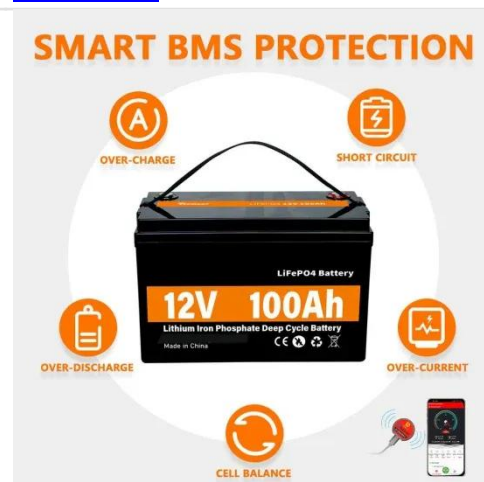 SMART BMS PROTECTION
OVER-CHARGE
SHORT CIRCUIT
LiFePO4 Battery
12V 100Ah
Lithium Iron Phosphate Deep Cycle Battery
Made in China
CE
OVER-DISCHARGE
OVER-CURRENT
CELL BALANCE